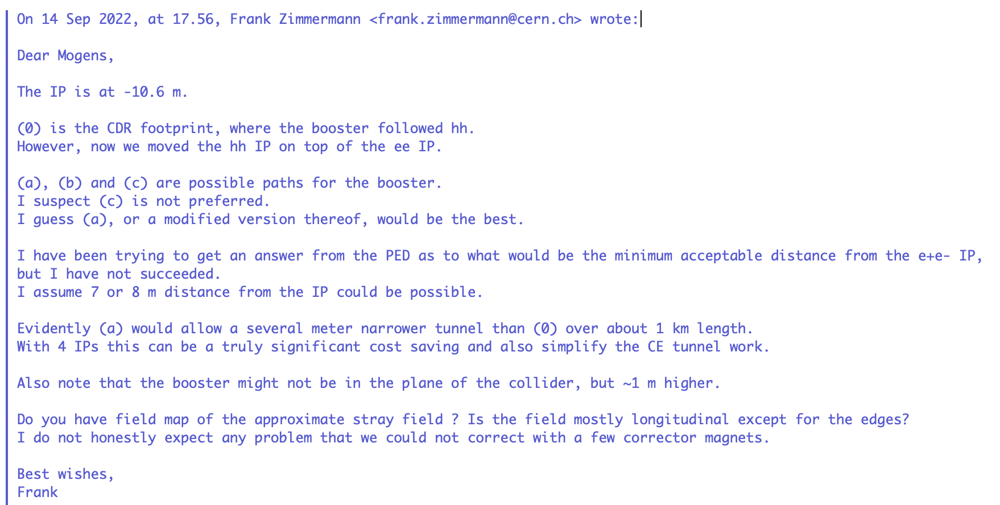 On 14 Sep 2022, at 17.56, Frank Zimmermann <frank.zimmermann@cern.ch> wrote:
Dear Mogens,
The IP is at -10.6 m.
(0) is the CDR footprint, where the booster followed hh.
However, now we moved the hh IP on top of the ee IP.
(a), (b) and (c) are possible paths for the booster.
I suspect (c) is not preferred.
I guess (a), or a modified version thereof, would be the best.
I have been trying to get an answer from the PED as to what would be the minimum acceptable distance from the e+e- IP,
but I have not succeeded.
I assume 7 or 8 m distance from the IP could be possible.
Evidently (a) would allow a several meter narrower tunnel than (0) over about 1 km length.
With 4 IPs this can be a truly significant cost saving and also simplify the CE tunnel work.
Also note that the booster might not be in the plane of the collider, but ~1 m higher.
Do you have field map of the approximate stray field ? Is the field mostly longitudinal except for the edges?
I do not honestly expect any problem that we could not correct with a few corrector magnets.
Best wishes,
Frank